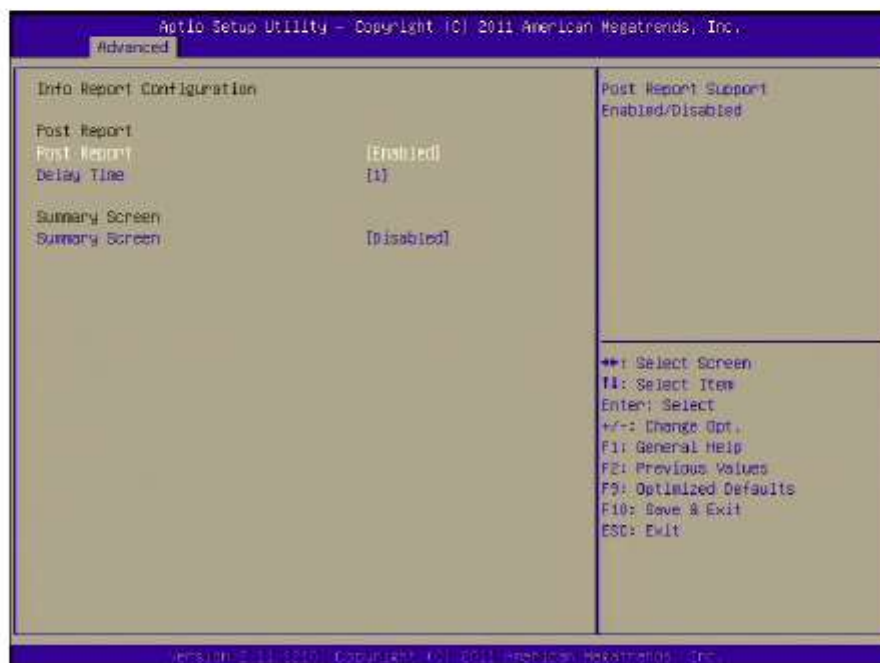 Aptio Setup Utility - Copyright (C) 2011 American Megatrends, Inc.
Advanced
Info Report Configuration
Post Report
Post Report [Enabled]
Delay Time [1]
Summary Screen
Summary Screen [Disabled]
Post Report Support
Enabled/Disabled
→←: Select Screen
↑↓: Select Item
Enter: Select
+/-: Change Opt.
F1: General Help
F2: Previous Values
F9: Optimized Defaults
F10: Save & Exit
ESC: Exit
Version Copyright (C) 2011 American Megatrends, Inc.